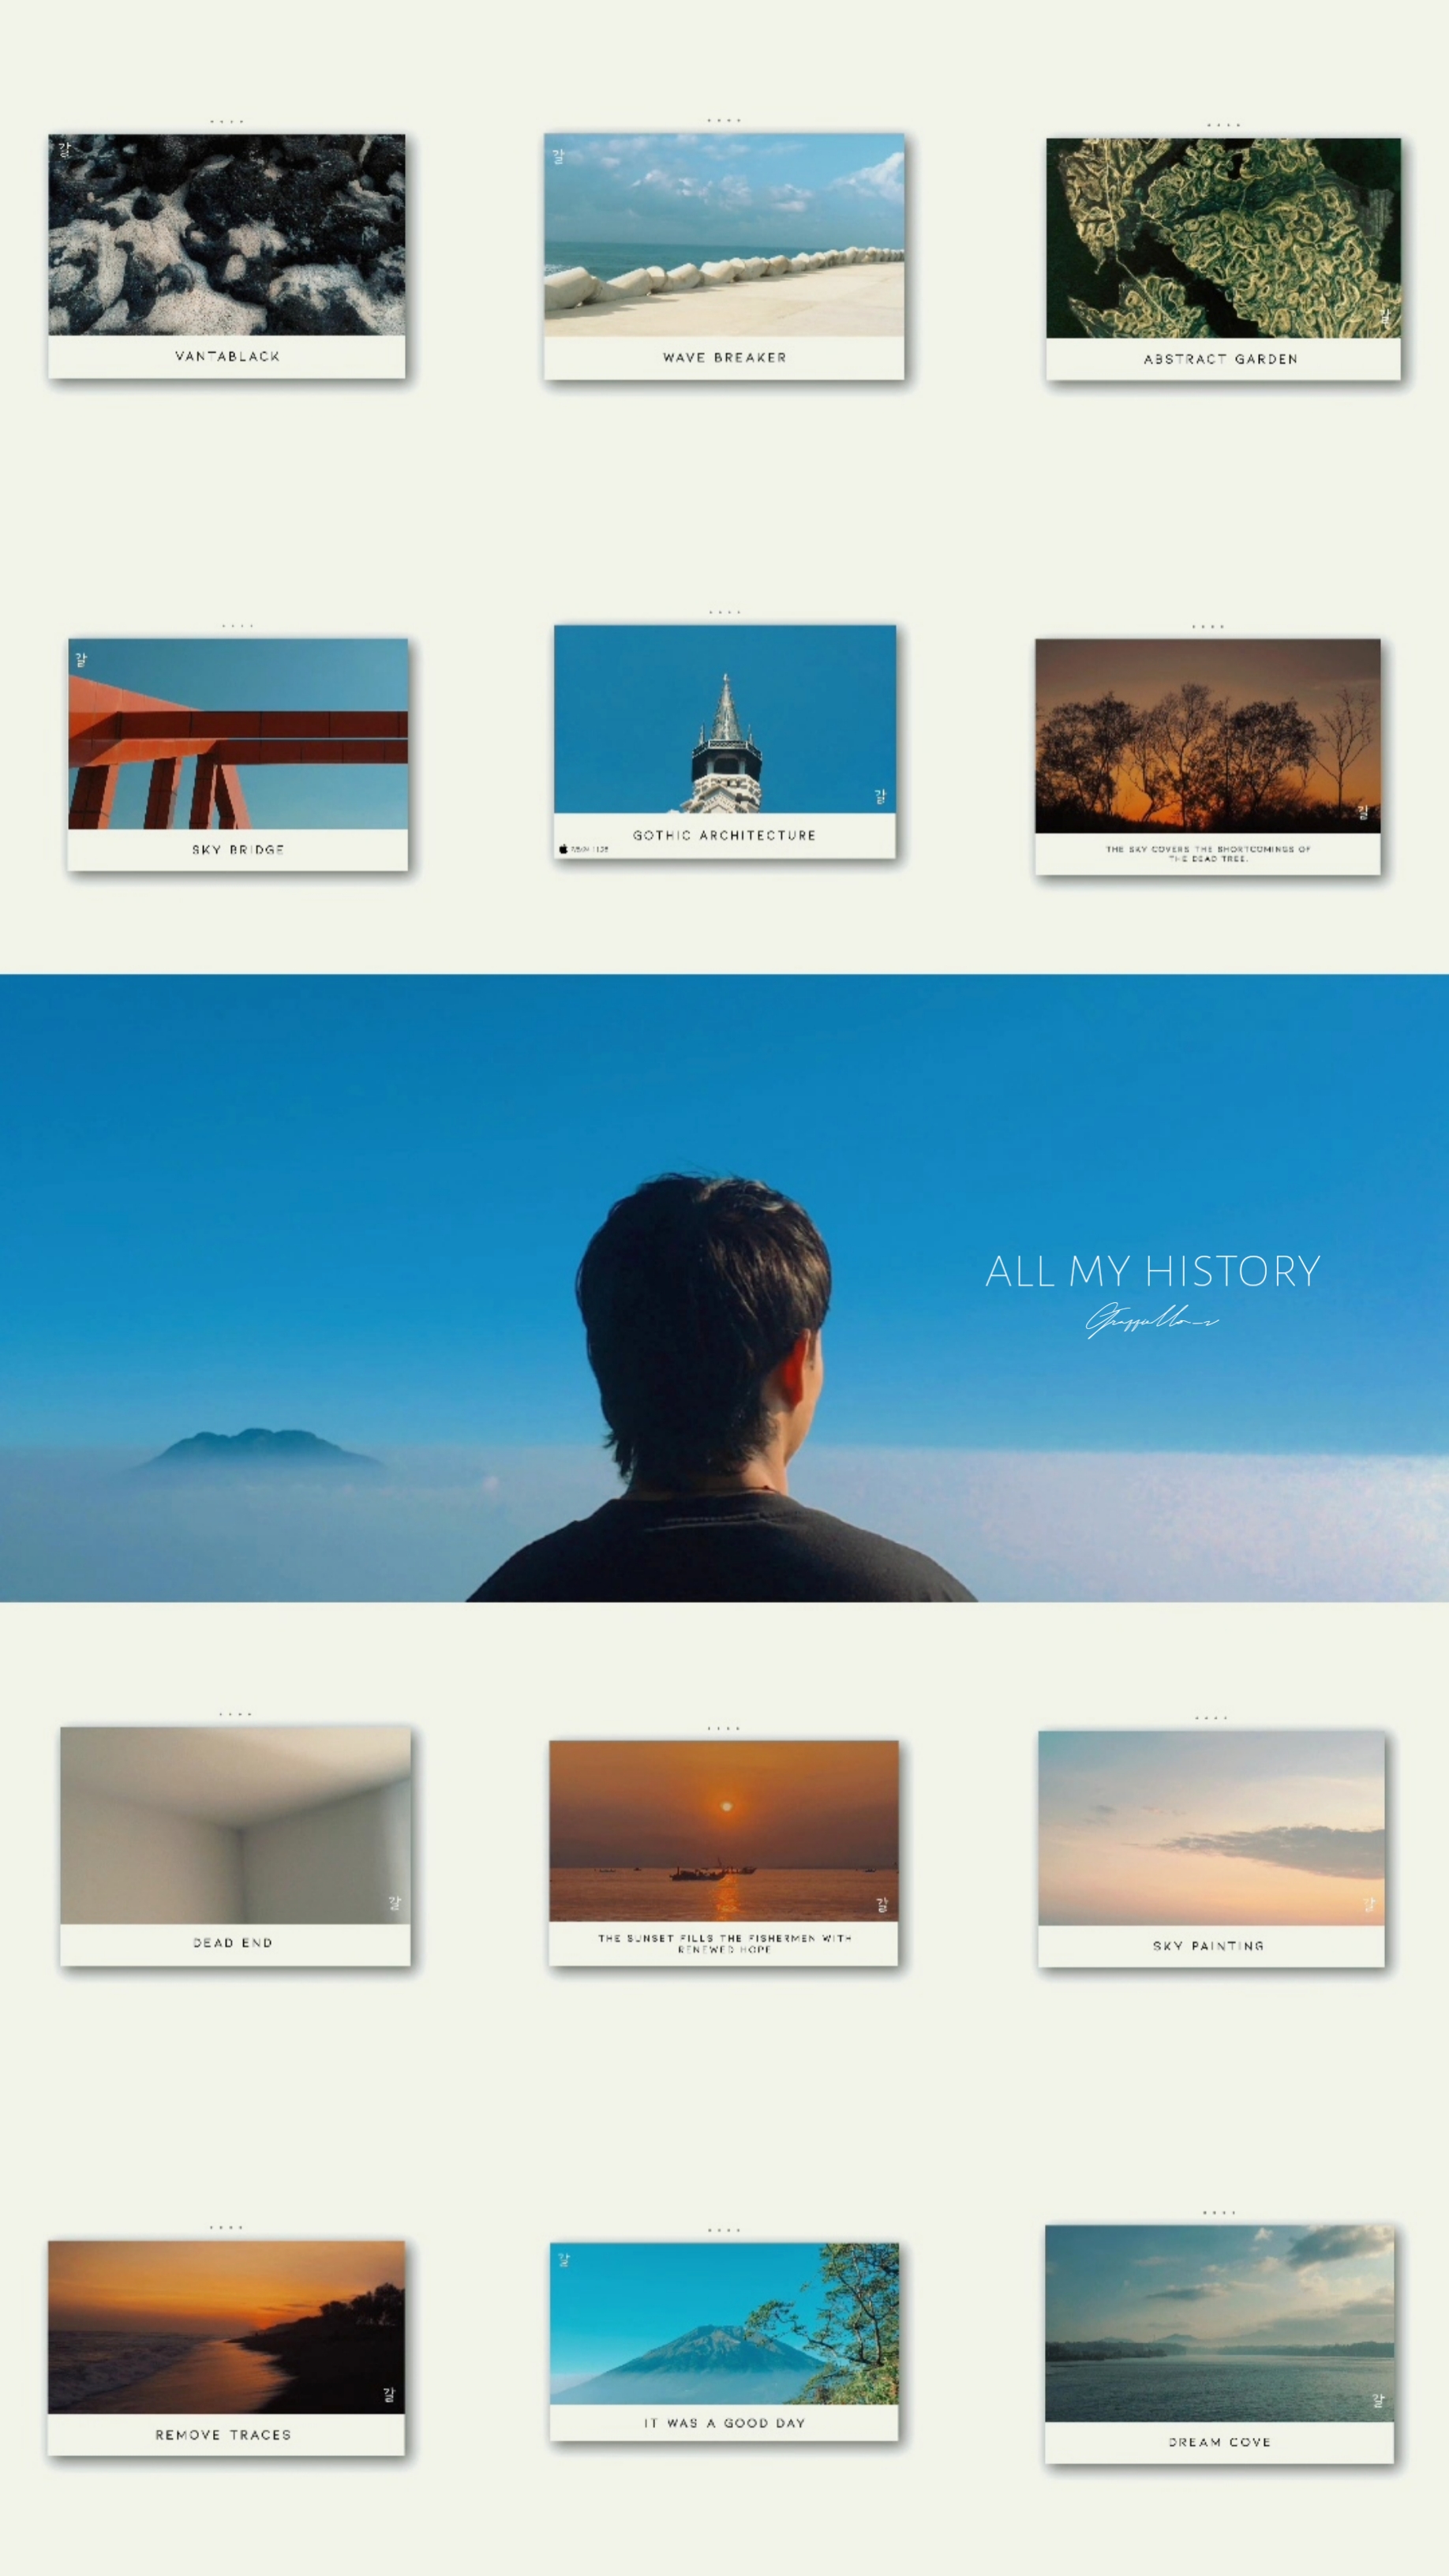 갈
VANTABLACK
갈
WAVE BREAKER
갈
ABSTRACT GARDEN
갈
SKY BRIDGE
갈
GOTHIC ARCHITECTURE
갈
THE SKY COVERS THE SHORTCOMINGS OF
THE DEAD TREE.
ALL MY HISTORY
갈
DEAD END
갈
THE SUNSET FILLS THE FISHERMEN WITH
RENEWED HOPE
갈
SKY PAINTING
갈
REMOVE TRACES
갈
IT WAS A GOOD DAY
갈
DREAM COVE